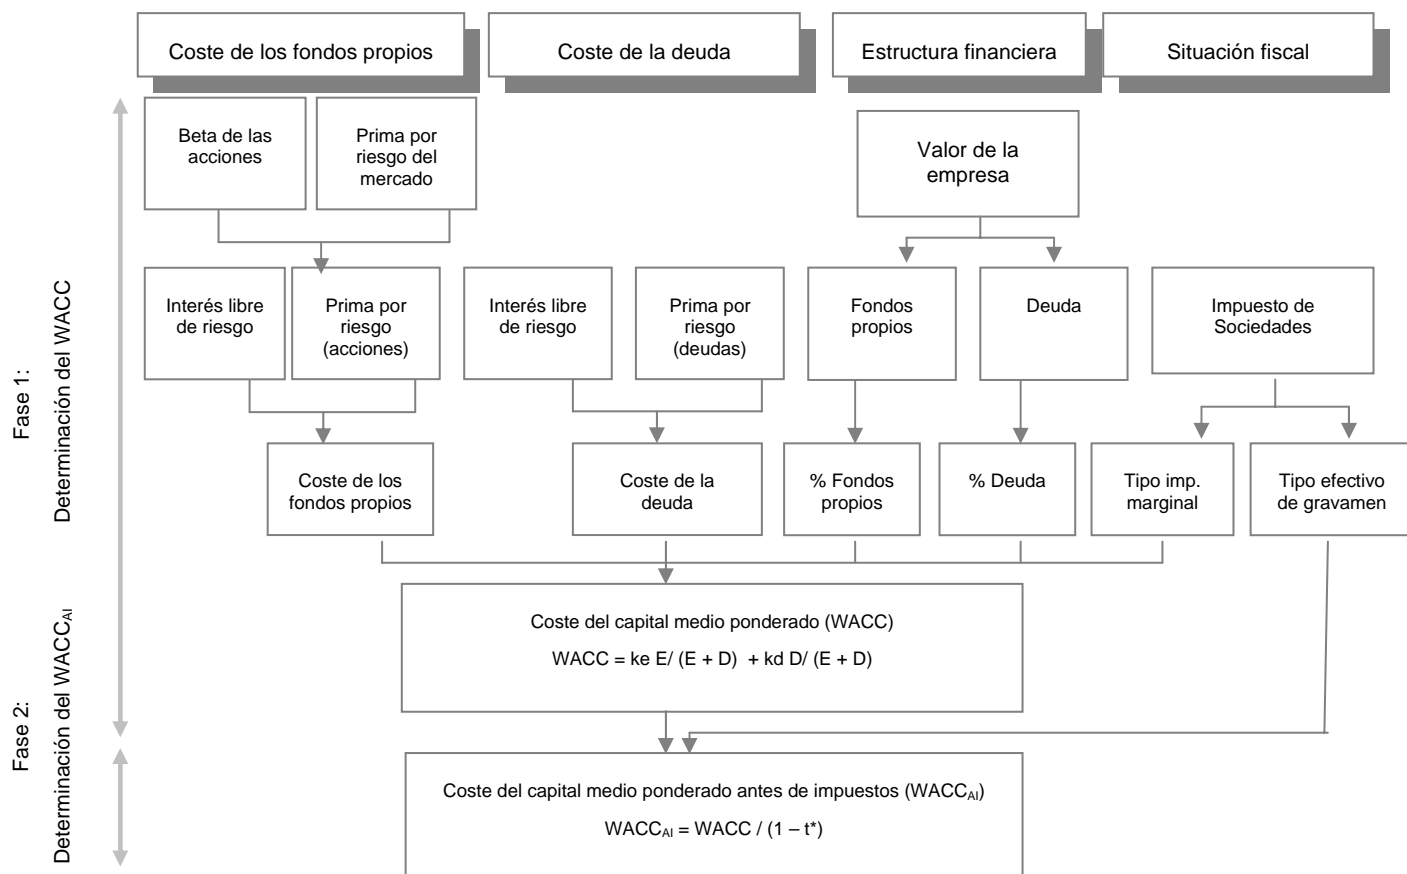 Coste de los fondos propios
Coste de la deuda
Estructura financiera
Situación fiscal
Beta de las
acciones
Prima por
riesgo del
mercado
Valor de la
empresa
Interés libre
de riesgo
Prima por
riesgo
(acciones)
Interés libre
de riesgo
Prima por
riesgo
(deudas)
Fondos
propios
Deuda
Impuesto de
Sociedades
Coste de los
fondos propios
Coste de la
deuda
% Fondos
propios
% Deuda
Tipo imp.
marginal
Tipo efectivo
de gravamen
Fase 1:
Determinación del WACC
Coste del capital medio ponderado (WACC)
WACC = ke E/ (E + D) + kd D/ (E + D)
Fase 2:
Determinación del WACCAI
Coste del capital medio ponderado antes de impuestos (WACCAI)
WACCAI = WACC / (1 – t*)